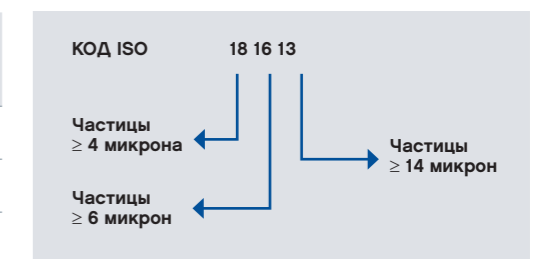 КОД ISO 18 16 13
Частицы
≥ 4 микрона
Частицы
≥ 14 микрон
Частицы
≥ 6 микрон